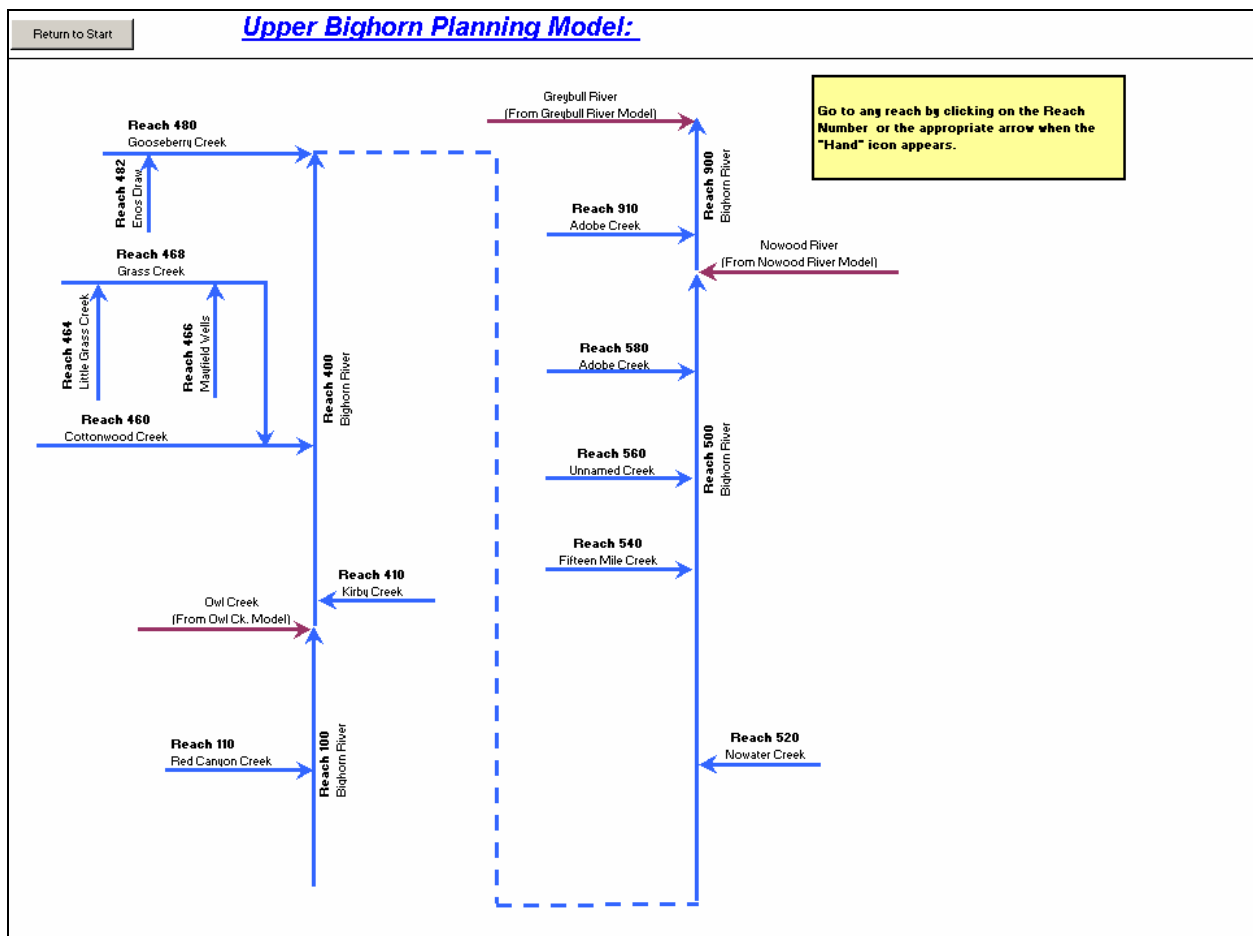 Return to Start
Upper Bighorn Planning Model:
Greybull River
(From Greybull River Model)
Go to any reach by clicking on the Reach
Number or the appropriate arrow when the
"Hand" icon appears.
Reach 480
Gooseberry Creek
Reach 482
Enos Draw
Reach 900
Bighorn River
Reach 910
Adobe Creek
Nowood River
(From Nowood River Model)
Reach 468
Grass Creek
Reach 464
Little Grass Creek
Reach 466
Mayfield Wells
Reach 400
Bighorn River
Reach 580
Adobe Creek
Reach 460
Cottonwood Creek
Reach 500
Bighorn River
Reach 560
Unnamed Creek
Reach 540
Fifteen Mile Creek
Reach 410
Kirby Creek
Owl Creek
(From Owl Ck. Model)
Reach 110
Red Canyon Creek
Reach 100
Bighorn River
Reach 520
Nowater Creek